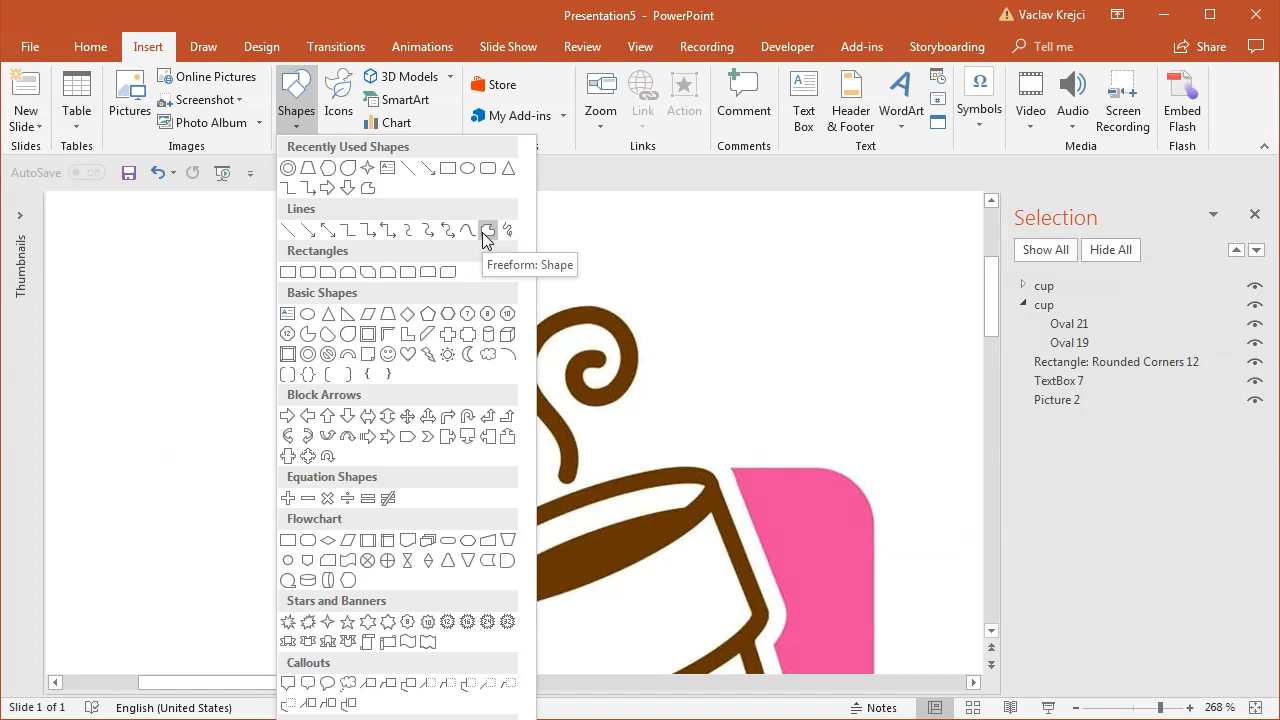 Presentation5 - PowerPoint
Vaclav Krejci
File Home Insert Draw Design Transitions Animations Slide Show Review View Recording Developer Add-ins Storyboarding Tell me Share
New Slide
Table
Pictures
Online Pictures
Screenshot
Photo Album
Shapes
Icons
3D Models
SmartArt
Chart
Store
My Add-ins
Zoom
Link
Action
Comment
Text Box
Header & Footer
WordArt
Symbols
Video
Audio
Screen Recording
Embed Flash
Slides Tables Images Links Comments Text Media Flash
AutoSave Off
Recently Used Shapes
Lines
Rectangles
Freeform: Shape
Basic Shapes
Block Arrows
Equation Shapes
Flowchart
Stars and Banners
Callouts
Thumbnails
Selection
Show All Hide All
cup
cup
Oval 21
Oval 19
Rectangle: Rounded Corners 12
TextBox 7
Picture 2
Slide 1 of 1 English (United States) Notes 268 %